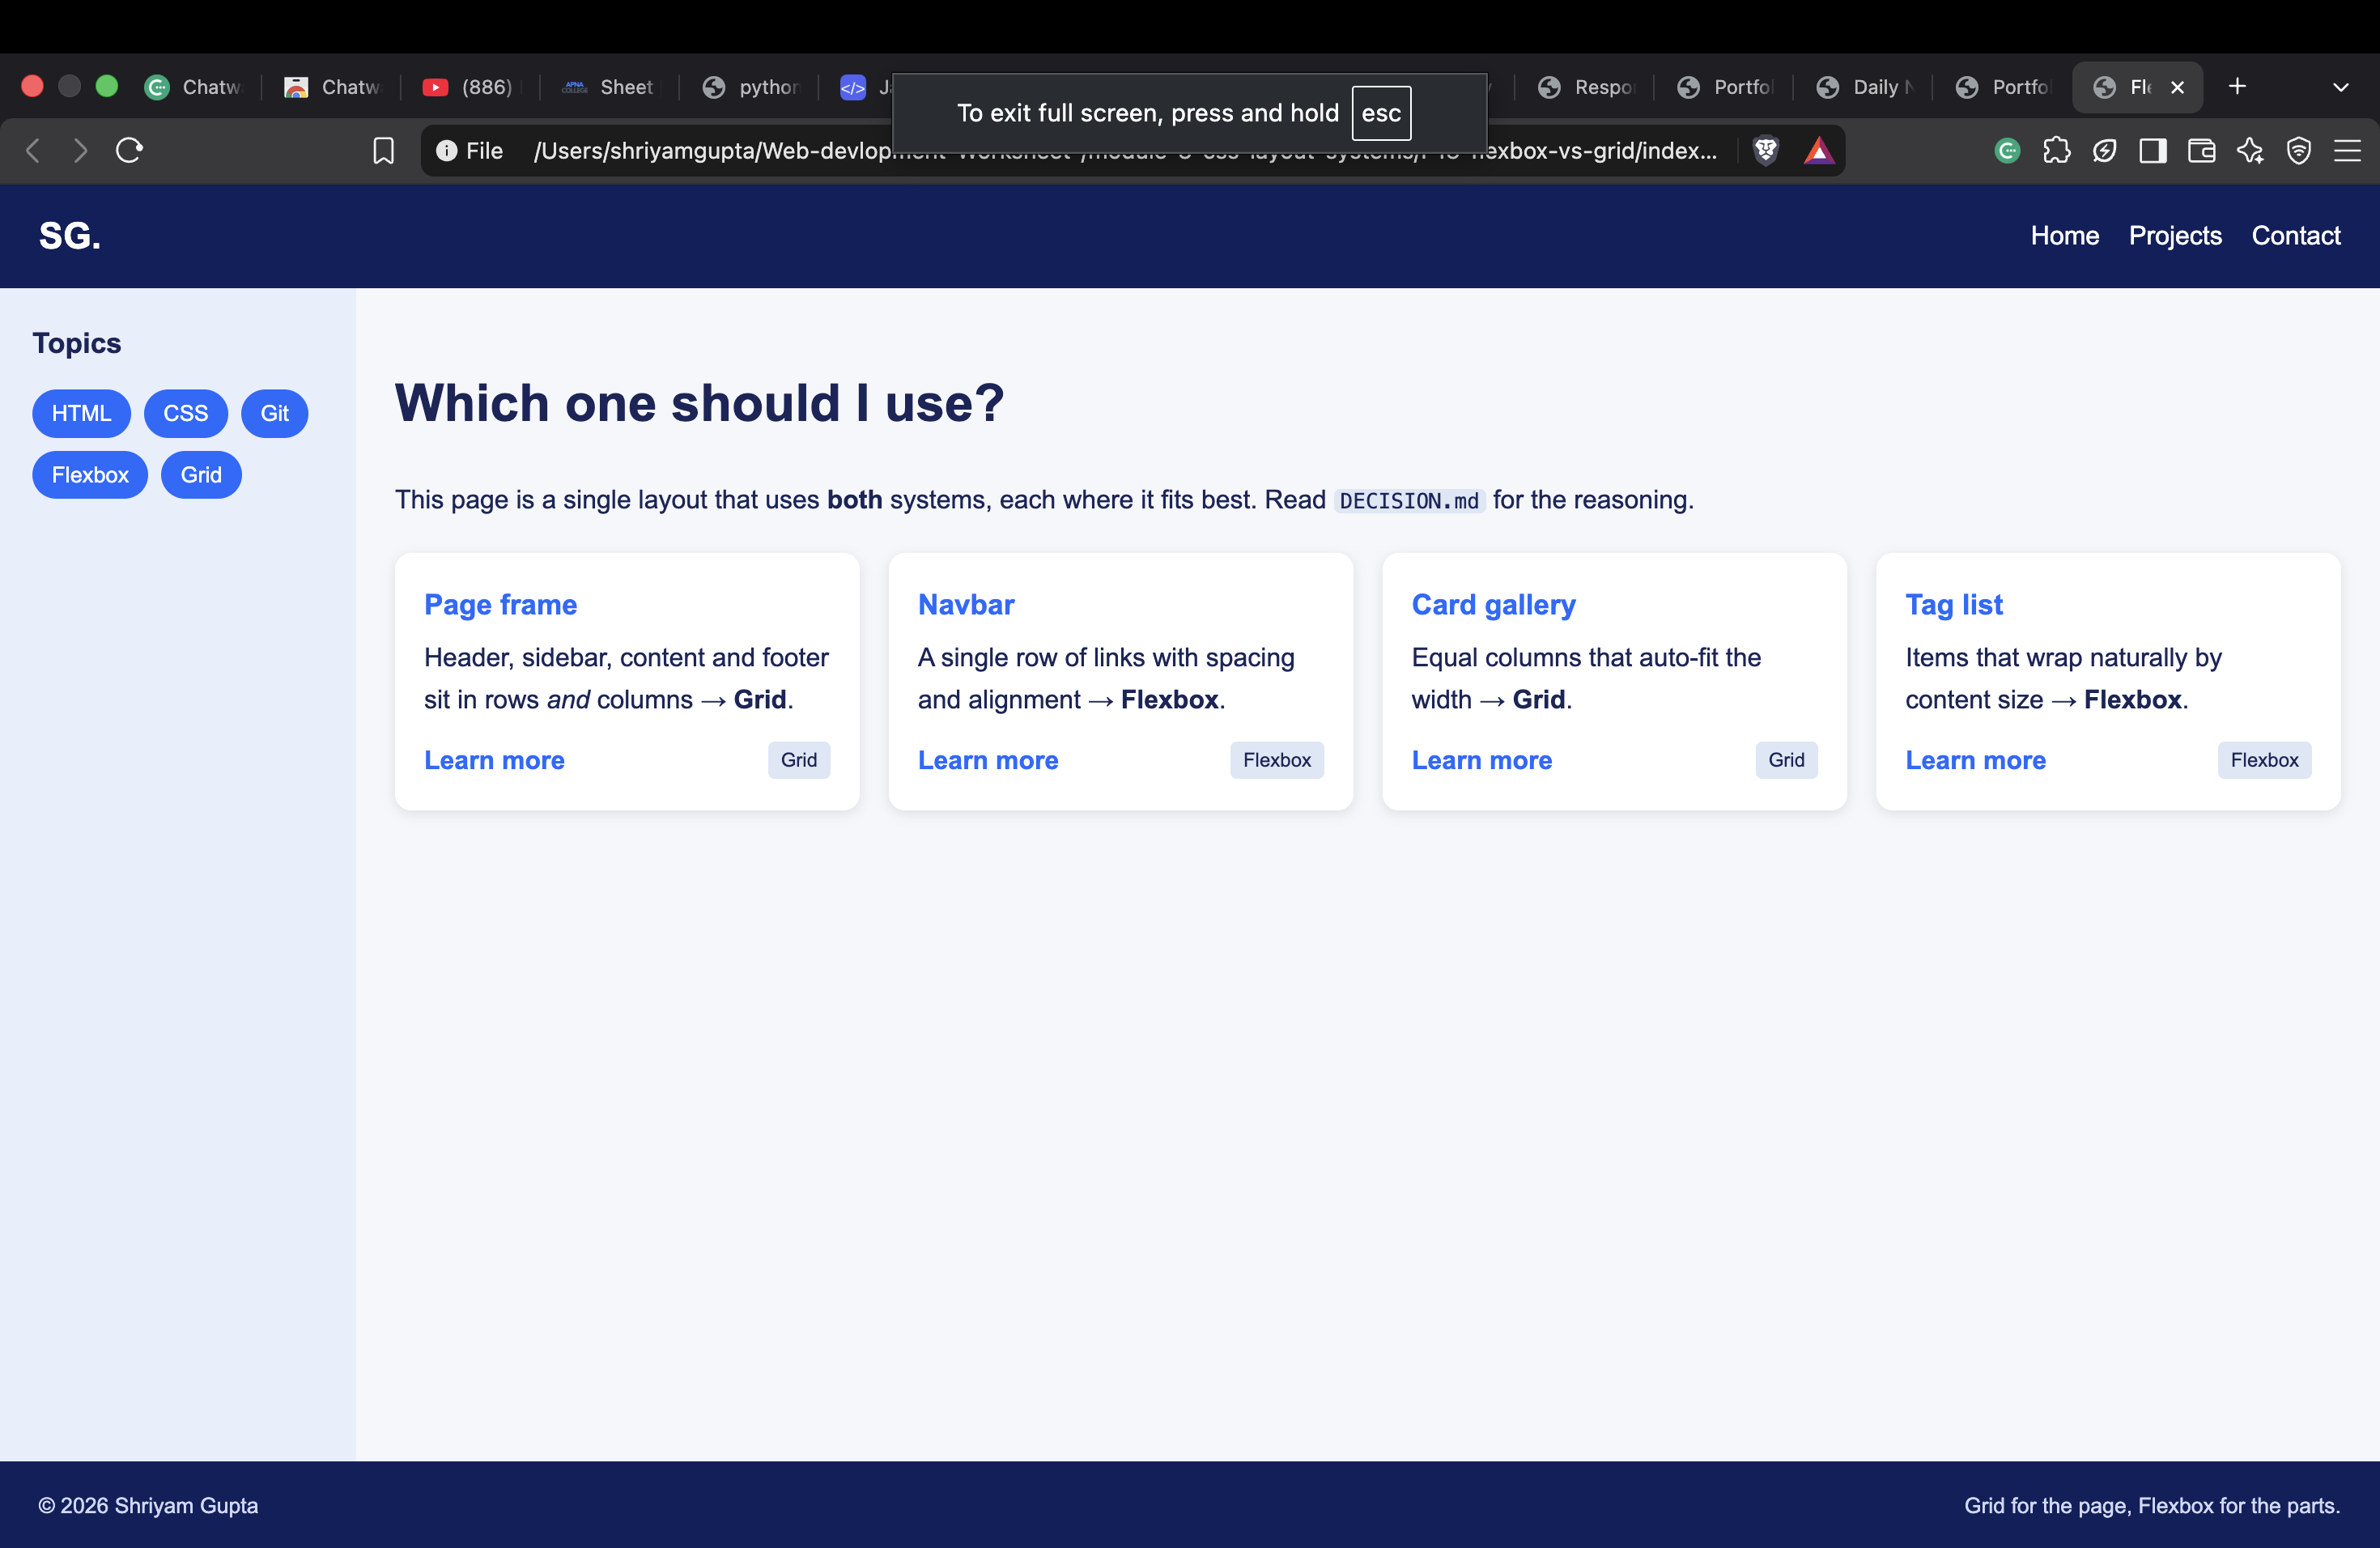 Chatw
Chatw
(886)
APNA COLLEGE Sheet
python
Respo
Portfol
Daily
Portfol
To exit full screen, press and hold esc
File /Users/shriyamgupta/Web-devlop
exbox-vs-grid/index...
SG.
Home Projects Contact
Topics
HTML CSS Git
Flexbox Grid
Which one should I use?
This page is a single layout that uses both systems, each where it fits best. Read DECISION.md for the reasoning.
Page frame
Header, sidebar, content and footer
sit in rows and columns → Grid.
Learn more Grid
Navbar
A single row of links with spacing
and alignment → Flexbox.
Learn more Flexbox
Card gallery
Equal columns that auto-fit the
width → Grid.
Learn more Grid
Tag list
Items that wrap naturally by
content size → Flexbox.
Learn more Flexbox
© 2026 Shriyam Gupta
Grid for the page, Flexbox for the parts.